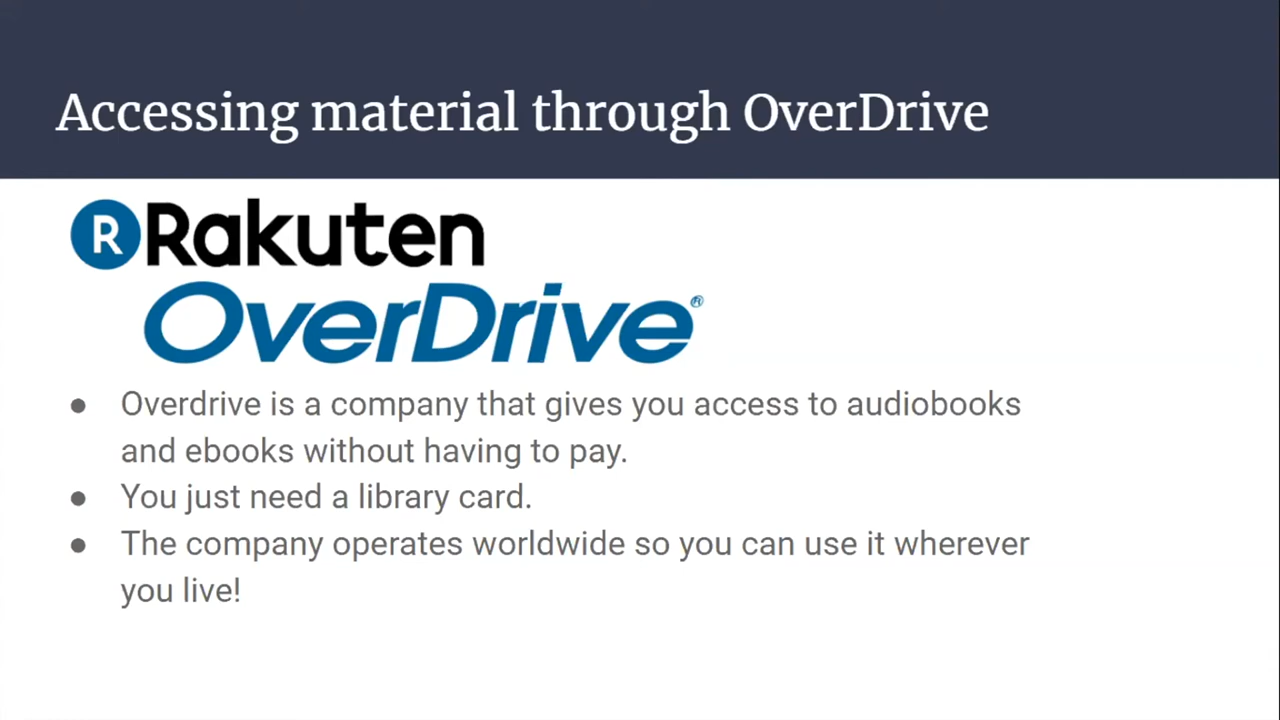 Accessing material through OverDrive
R Rakuten
OverDrive®
● Overdrive is a company that gives you access to audiobooks
and ebooks without having to pay.
● You just need a library card.
● The company operates worldwide so you can use it wherever
you live!